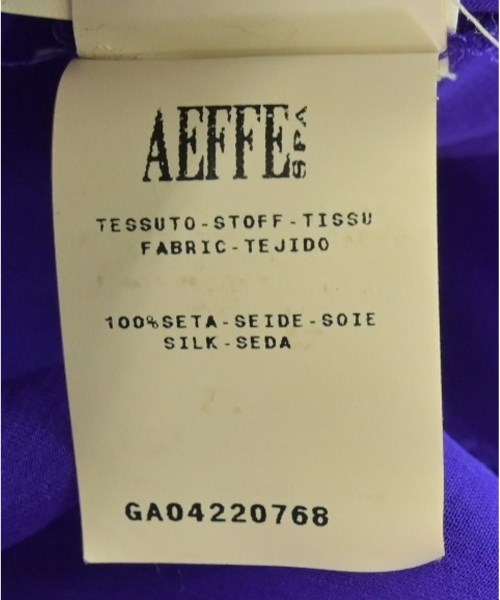 AEFFE SPA
TESSUTO-STOFF-TISSU
FABRIC-TEJIDO
100%SETA-SEIDE-SOIE
SILK-SEDA
GA04220768